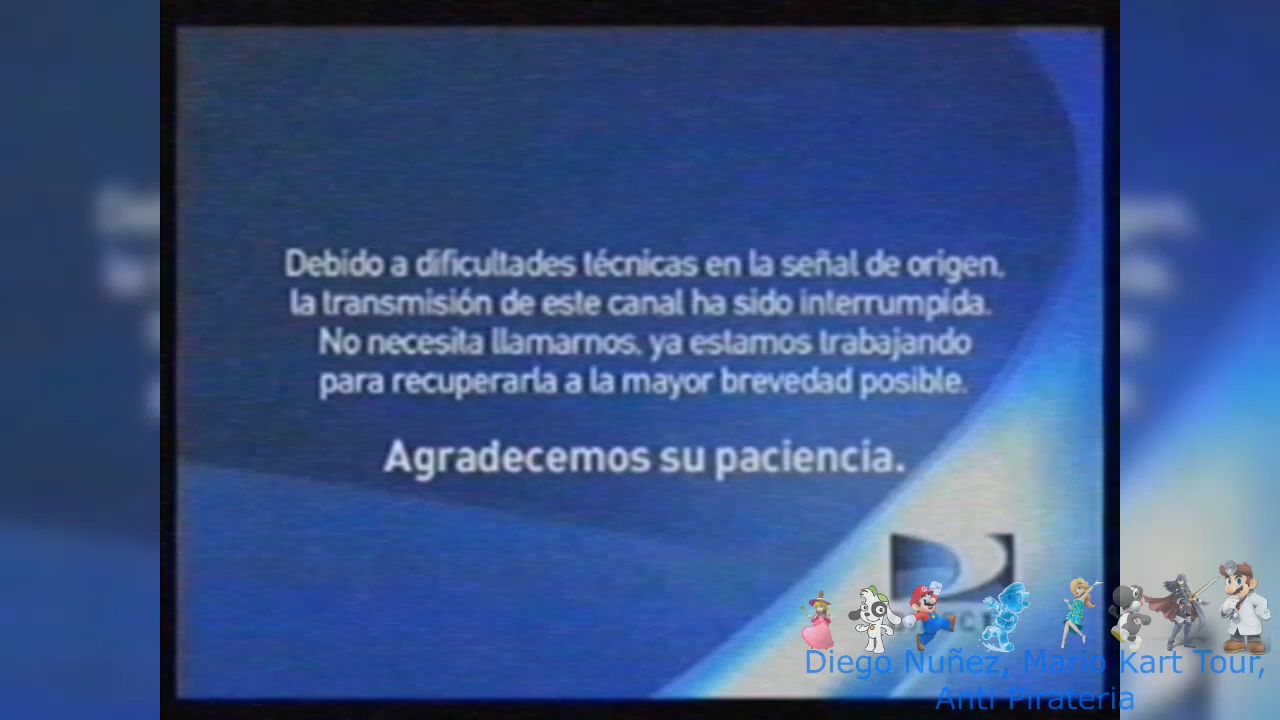 Debido a dificultades técnicas en la señal de origen,
la transmisión de este canal ha sido interrumpida.
No necesita llamarnos, ya estamos trabajando
para recuperarla a la mayor brevedad posible.
Agradecemos su paciencia.
Diego Nuñez, Mario Kart Tour,
Anti Pirateria